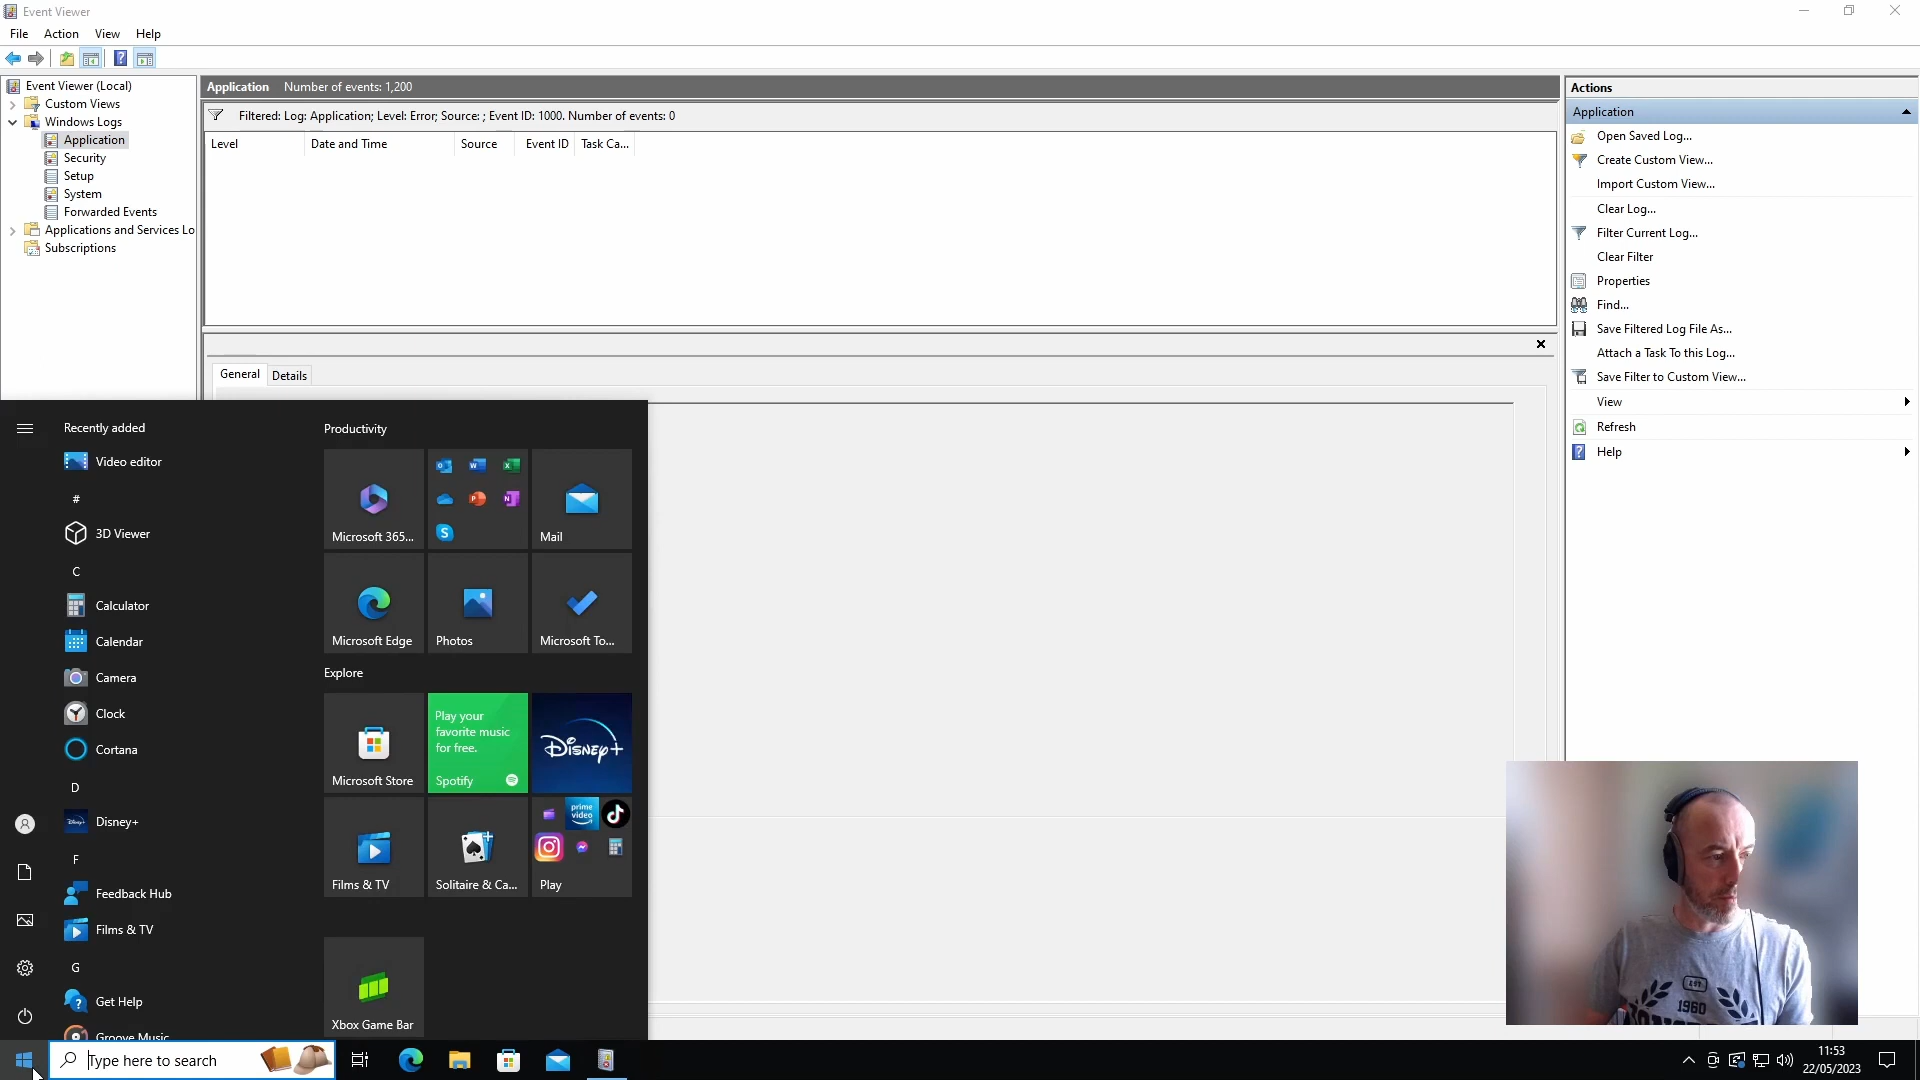 Event Viewer
File Action View Help
Event Viewer (Local)
Custom Views
Windows Logs
Application
Security
Setup
System
Forwarded Events
Applications and Services Lo
Subscriptions
Application Number of events: 1,200
Filtered: Log: Application; Level: Error; Source: ; Event ID: 1000. Number of events: 0
Level Date and Time Source Event ID Task Ca...
General Details
Actions
Application
Open Saved Log...
Create Custom View...
Import Custom View...
Clear Log...
Filter Current Log...
Clear Filter
Properties
Find...
Save Filtered Log File As...
Attach a Task To this Log...
Save Filter to Custom View...
View
Refresh
Help
Recently added
Video editor
#
3D Viewer
C
Calculator
Calendar
Camera
Clock
Cortana
D
Disney+
F
Feedback Hub
Films & TV
G
Get Help
Groove Music
Productivity
Microsoft 365...
Mail
Microsoft Edge
Photos
Microsoft To...
Explore
Microsoft Store
Play your
favorite music
for free.
Spotify
Disney+
Films & TV
Solitaire & Ca...
prime
video
Play
Xbox Game Bar
EST
1960
Type here to search
11:53
22/05/2023